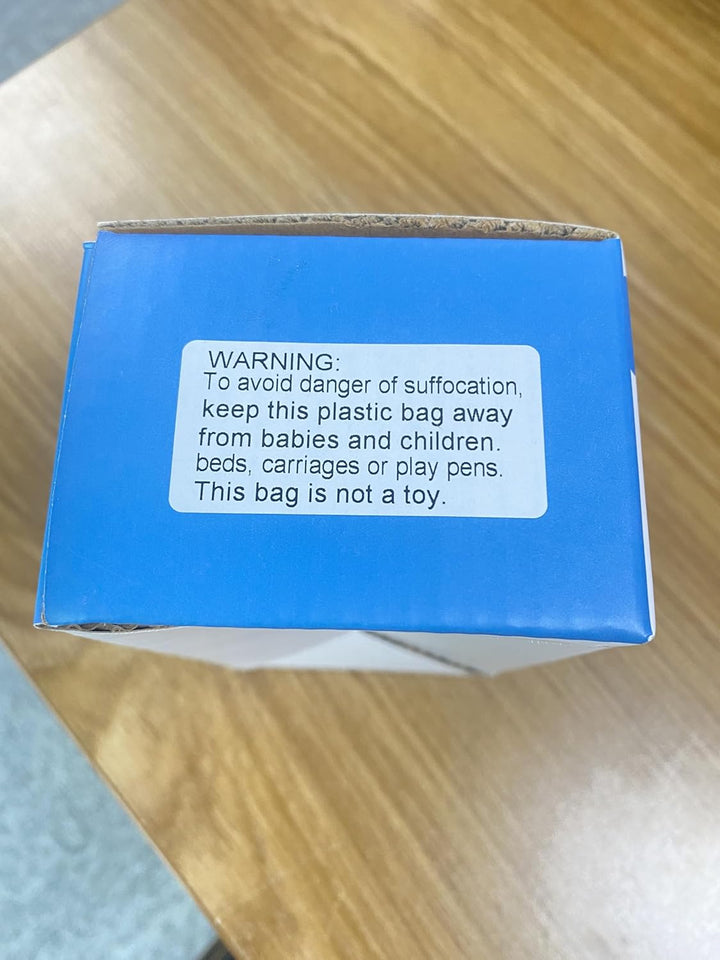 WARNING:
To avoid danger of suffocation,
keep this plastic bag away
from babies and children.
beds, carriages or play pens.
This bag is not a toy.